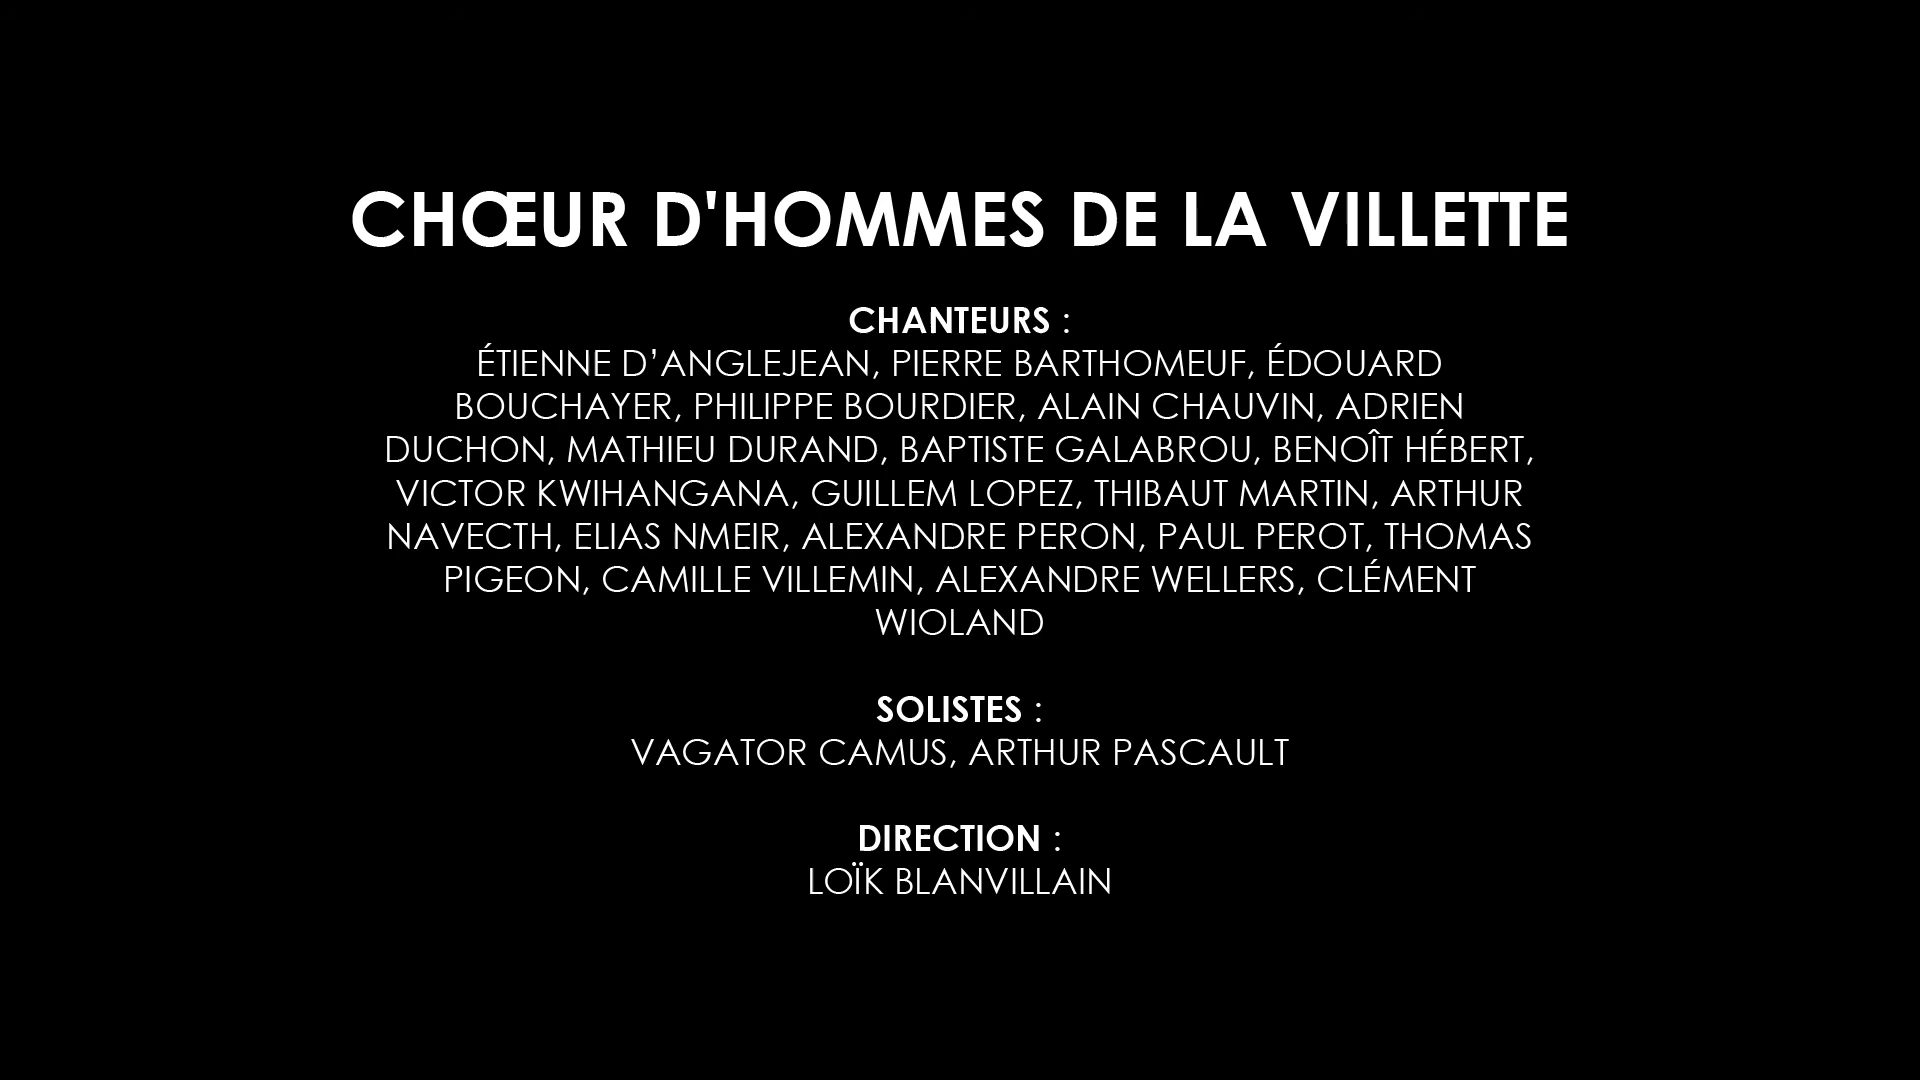 CHŒUR D'HOMMES DE LA VILLETTE
CHANTEURS :
ÉTIENNE D’ANGLEJEAN, PIERRE BARTHOMEUF, ÉDOUARD
BOUCHAYER, PHILIPPE BOURDIER, ALAIN CHAUVIN, ADRIEN
DUCHON, MATHIEU DURAND, BAPTISTE GALABROU, BENOÎT HÉBERT,
VICTOR KWIHANGANA, GUILLEM LOPEZ, THIBAUT MARTIN, ARTHUR
NAVECTH, ELIAS NMEIR, ALEXANDRE PERON, PAUL PEROT, THOMAS
PIGEON, CAMILLE VILLEMIN, ALEXANDRE WELLERS, CLÉMENT
WIOLAND
SOLISTES :
VAGATOR CAMUS, ARTHUR PASCAULT
DIRECTION :
LOÏK BLANVILLAIN